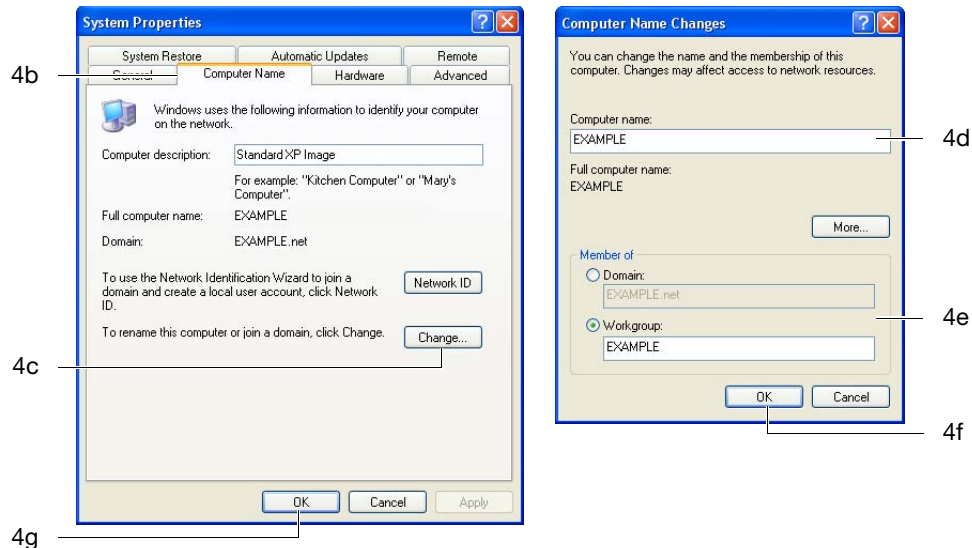 System Properties
System Restore
Automatic Updates
Remote
4b
General
Computer Name
Hardware
Advanced
Windows uses the following information to identify your computer
on the network.
Computer description:
Standard XP Image
For example: "Kitchen Computer" or "Mary's
Computer".
Full computer name:
EXAMPLE
Domain:
EXAMPLE.net
To use the Network Identification Wizard to join a
domain and create a local user account, click Network
ID.
Network ID
To rename this computer or join a domain, click Change.
Change...
4c
OK
Cancel
Apply
4g
Computer Name Changes
You can change the name and the membership of this
computer. Changes may affect access to network resources.
Computer name:
EXAMPLE
4d
Full computer name:
EXAMPLE
More...
Member of
Domain:
EXAMPLE.net
4e
Workgroup:
EXAMPLE
OK
Cancel
4f